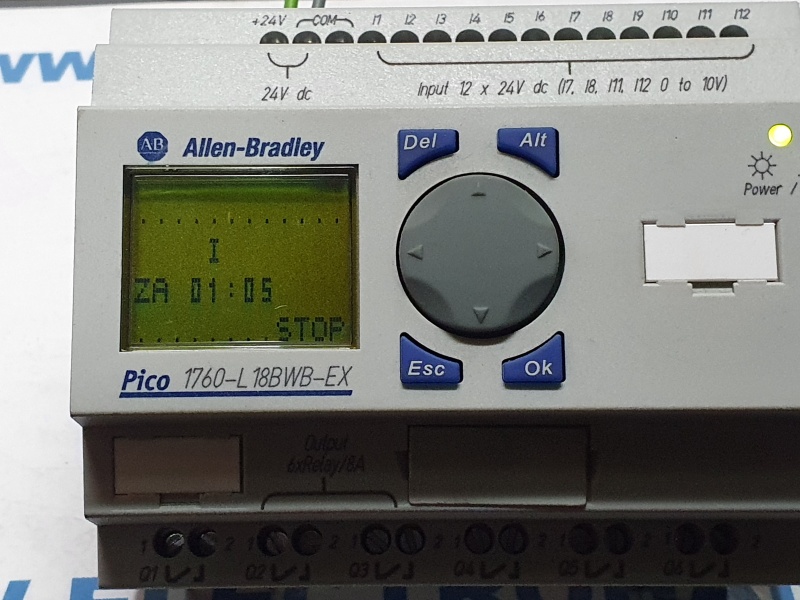 +24V COM I1 I2 I3 I4 I5 I6 I7 I8 I9 I10 I11 I12
24V dc Input 12 x 24V dc (I7, I8, I11, I12 0 to 10V)
AB Allen-Bradley Del Alt
Power /
I
ZA 01:05
STOP
Esc Ok
Pico 1760-L18BWB-EX
Output
6xRelay/8A
1 2 1 2 1 2 1 2 1 2 1 2
Q1 Q2 Q3 Q4 Q5 Q6